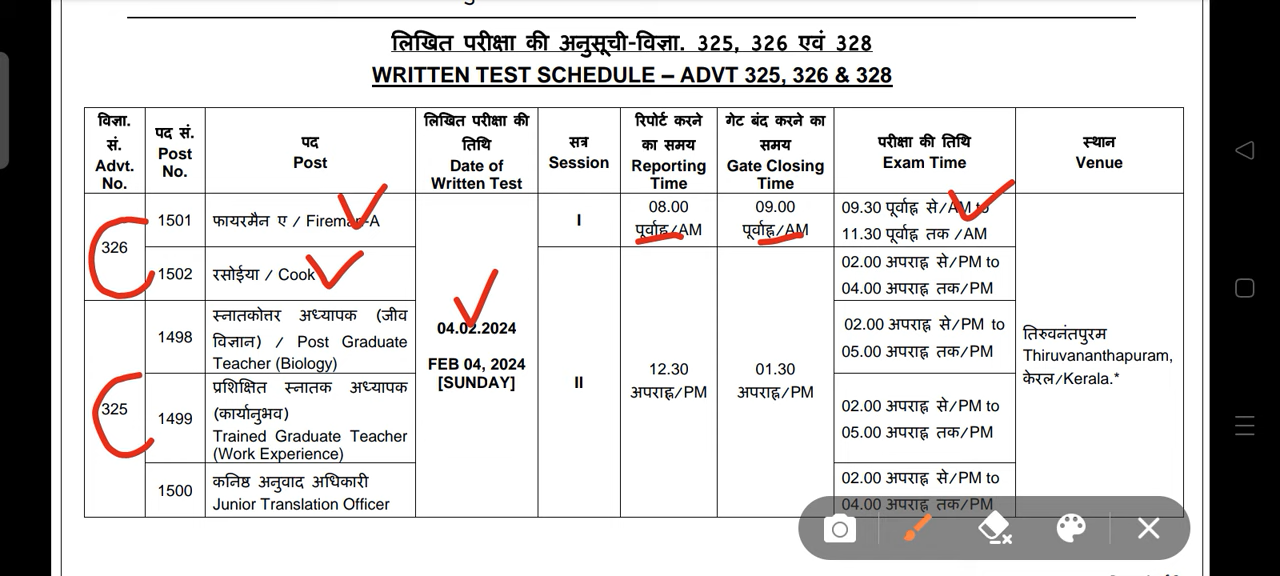 लिखित परीक्षा की अनुसूची-विज्ञा. 325, 326 एवं 328
WRITTEN TEST SCHEDULE – ADVT 325, 326 & 328
विज्ञा. सं. Advt. No.
पद सं. Post No.
पद Post
लिखित परीक्षा की तिथि Date of Written Test
सत्र Session
रिपोर्ट करने का समय Reporting Time
गेट बंद करने का समय Gate Closing Time
परीक्षा की तिथि Exam Time
स्थान Venue
326
1501
फायरमैन ए / Fireman-A
04.02.2024
FEB 04, 2024
[SUNDAY]
I
08.00
पूर्वाह्न/AM
09.00
पूर्वाह्न/AM
09.30 पूर्वाह्न से/AM to
11.30 पूर्वाह्न तक /AM
तिरुवनंतपुरम
Thiruvananthapuram,
केरल/Kerala.*
1502
रसोईया / Cook
II
12.30
अपराह्न/PM
01.30
अपराह्न/PM
02.00 अपराह्न से/PM to
04.00 अपराह्न तक/PM
325
1498
स्नातकोत्तर अध्यापक (जीव
विज्ञान) / Post Graduate
Teacher (Biology)
02.00 अपराह्न से/PM to
05.00 अपराह्न तक/PM
1499
प्रशिक्षित स्नातक अध्यापक
(कार्यानुभव)
Trained Graduate Teacher
(Work Experience)
02.00 अपराह्न से/PM to
05.00 अपराह्न तक/PM
1500
कनिष्ठ अनुवाद अधिकारी
Junior Translation Officer
02.00 अपराह्न से/PM to
04.00 अपराह्न तक/PM